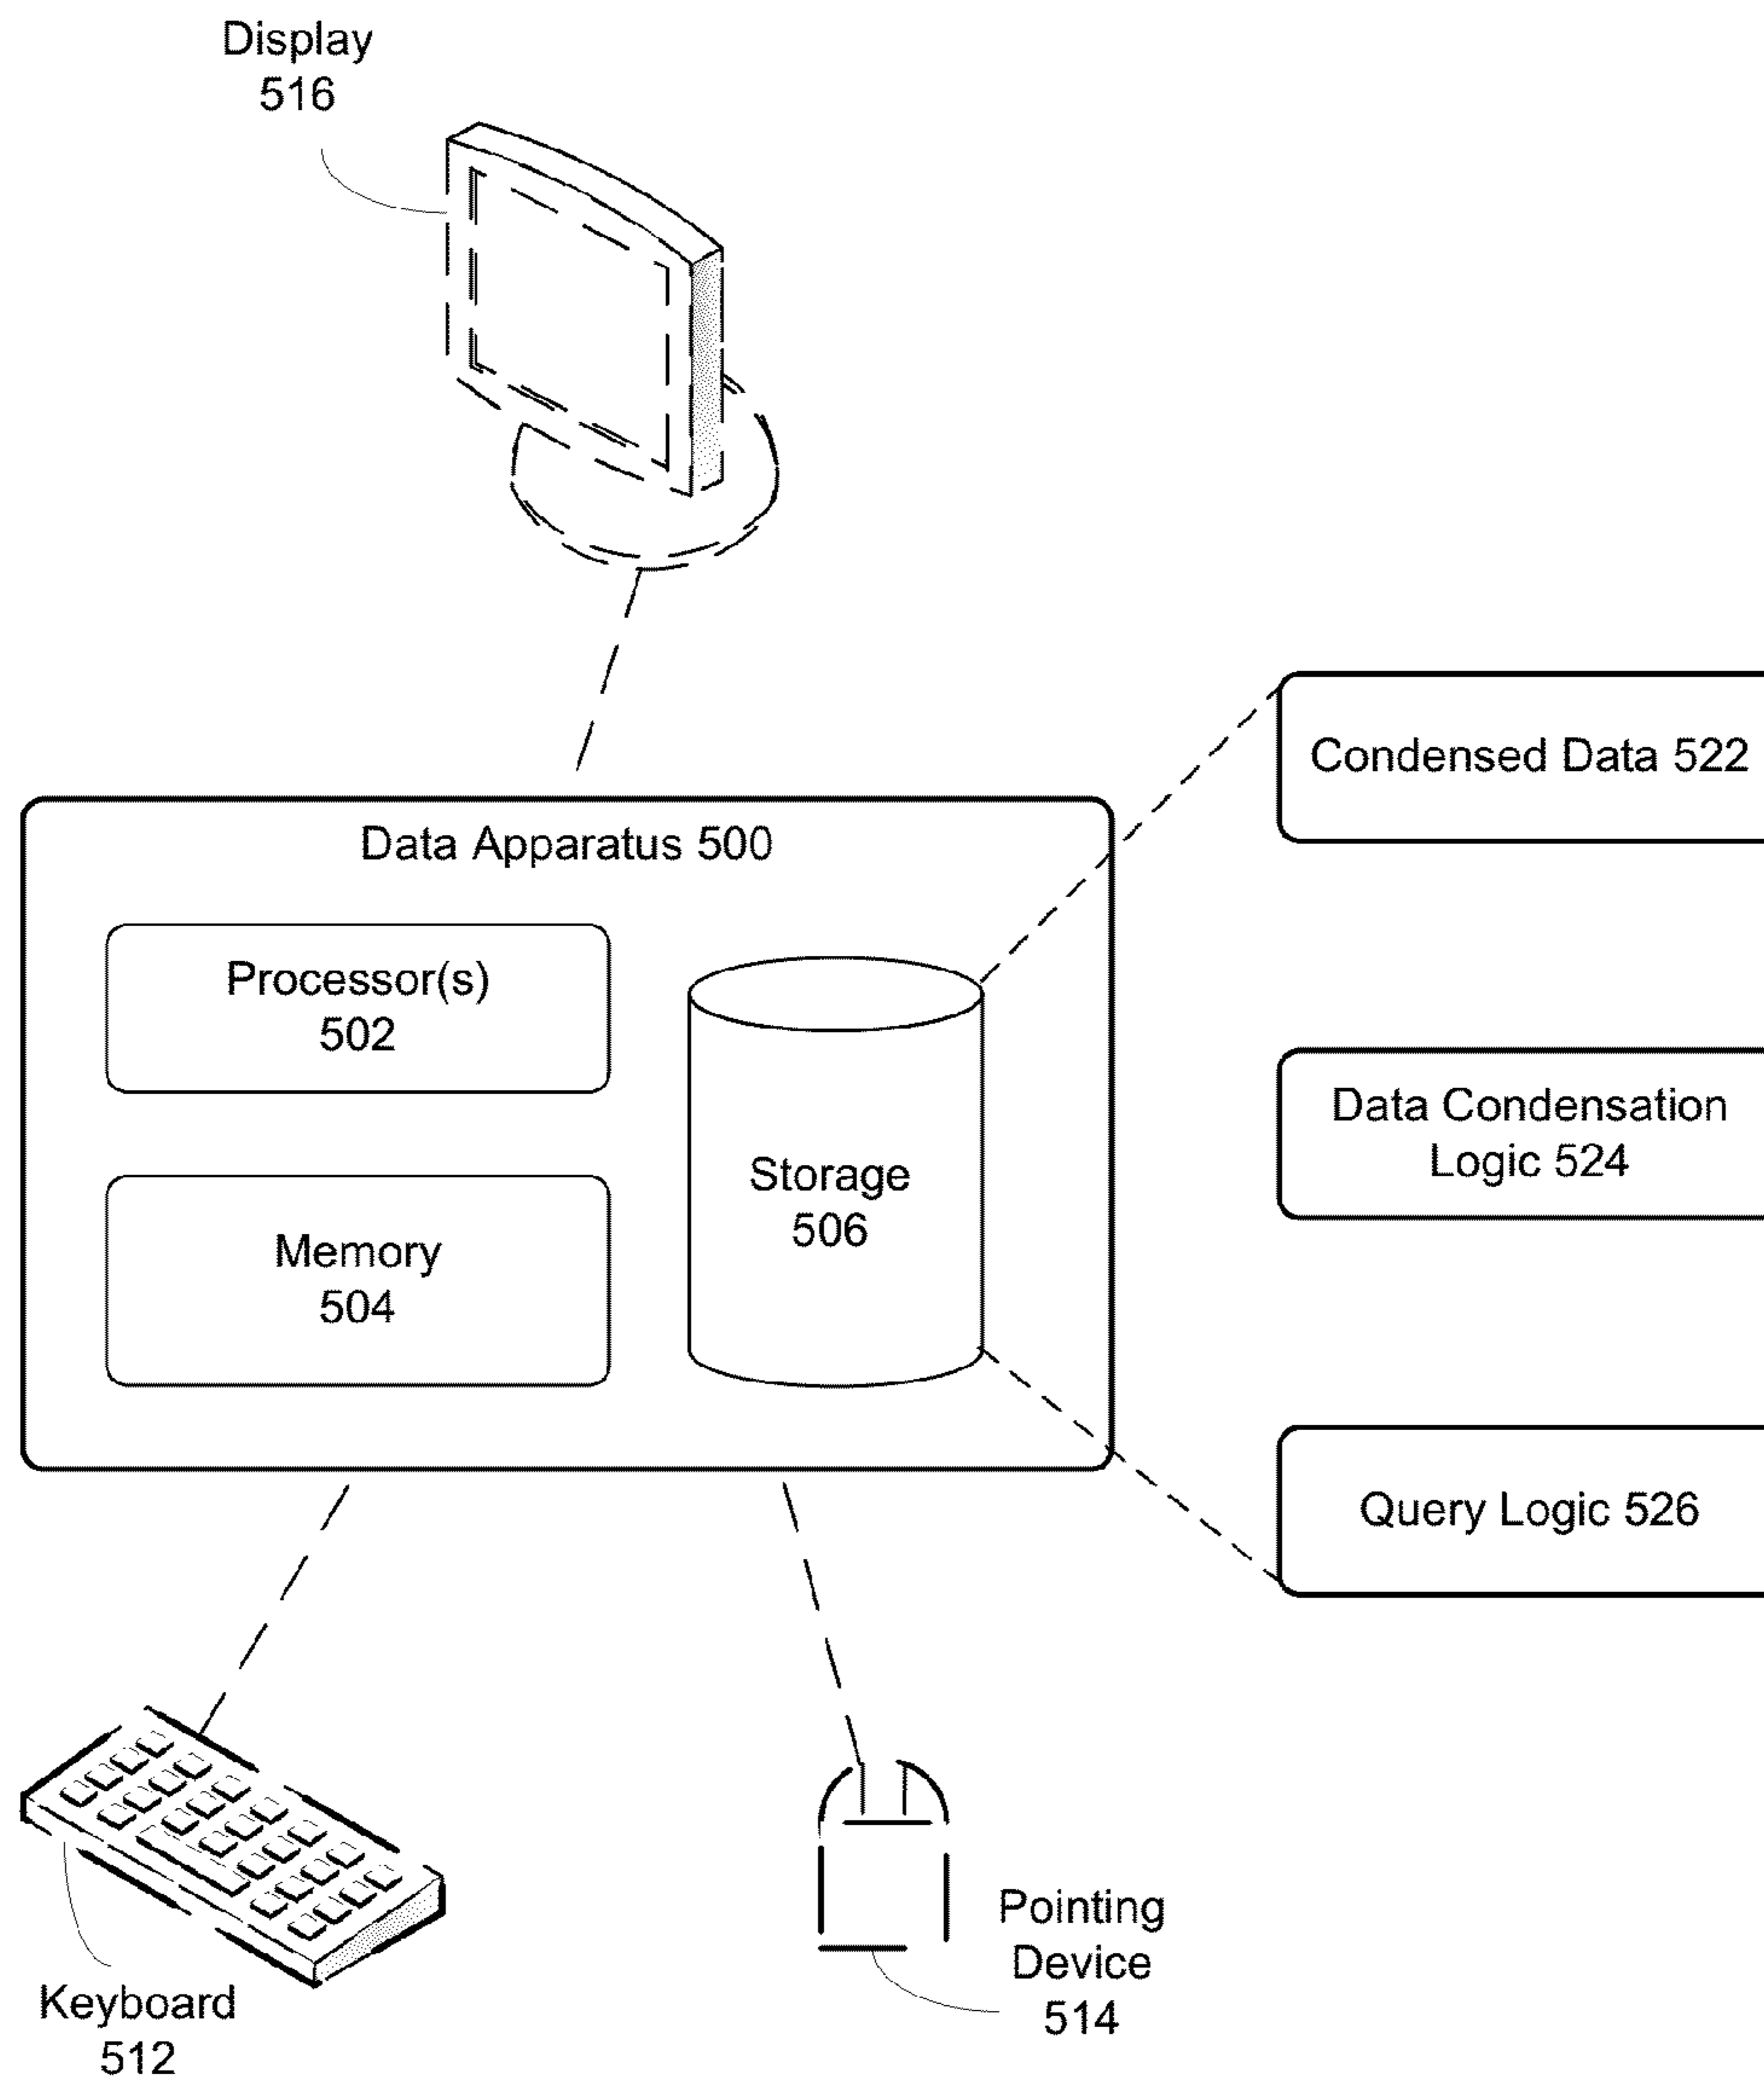 Display
516
Condensed Data 522
Data Apparatus 500
Processor(s)
502
Data Condensation
Logic 524
Storage
506
Memory
504
Query Logic 526
Pointing
Device
514
Keyboard
512